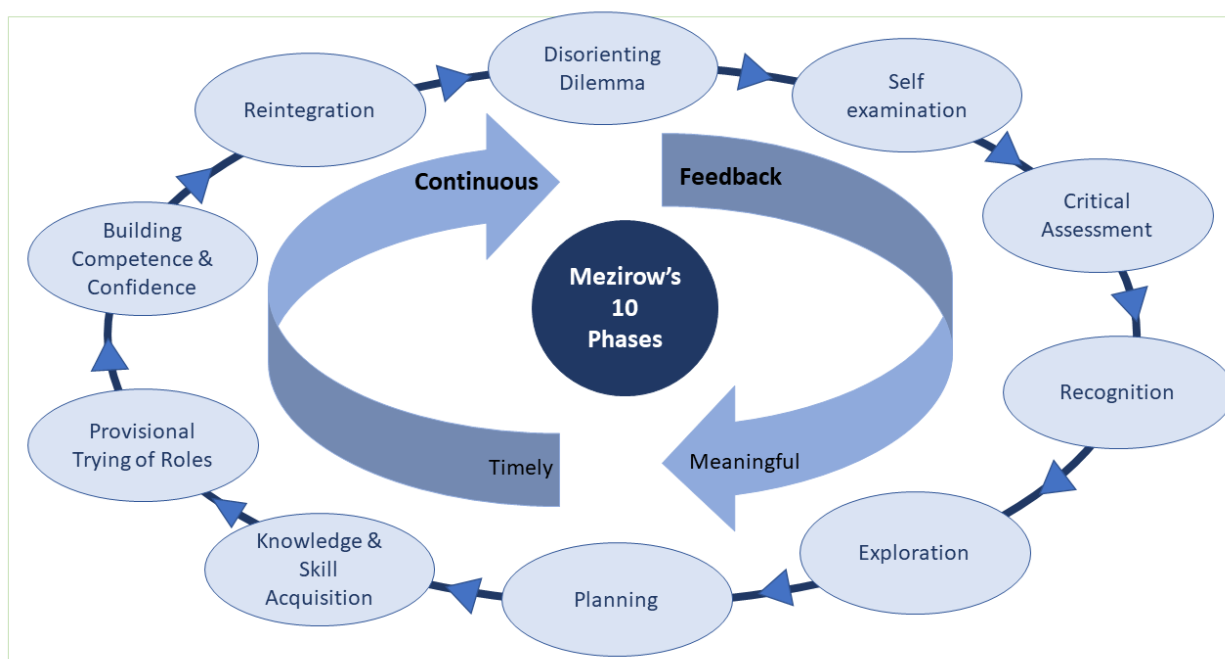 Disorienting
Dilemma
Self
examination
Critical
Assessment
Recognition
Exploration
Planning
Knowledge &
Skill
Acquisition
Provisional
Trying of Roles
Building
Competence &
Confidence
Reintegration
Continuous
Feedback
Mezirow’s
10
Phases
Timely
Meaningful